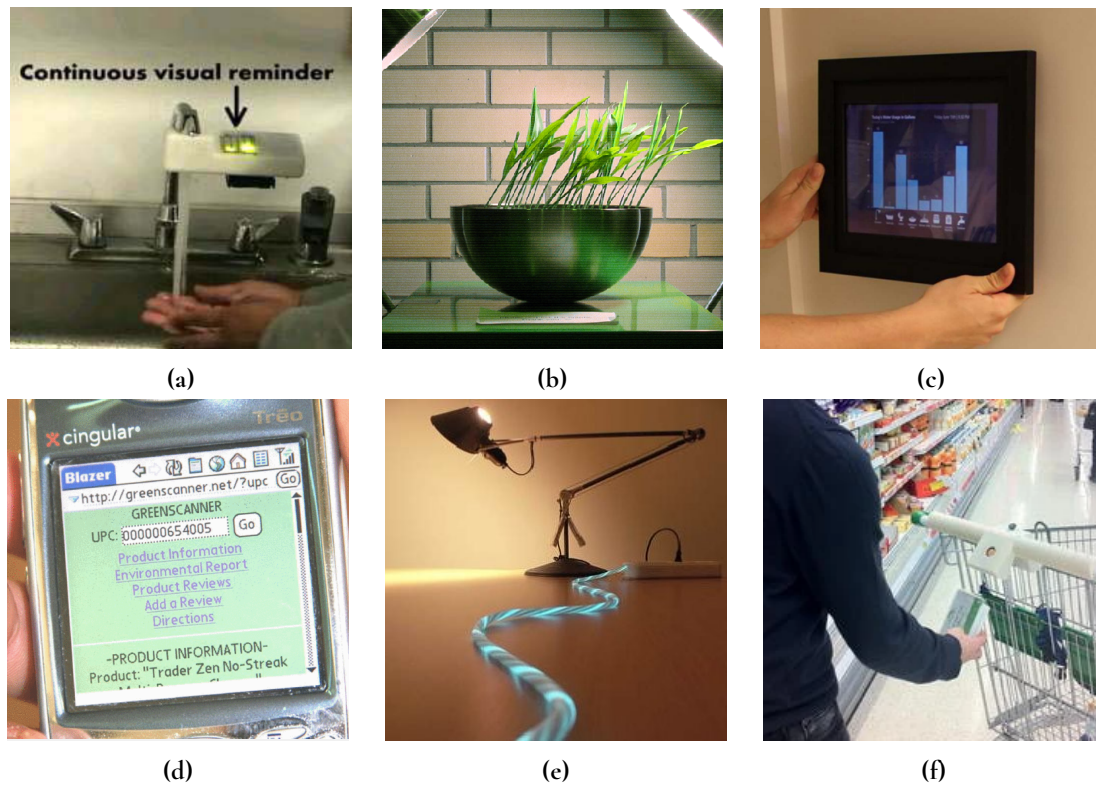 Continuous visual reminder
(a)
(b)
(c)
Treo
cingular
Blazer
Go
http://greenscanner.net/?upc
GREENSCANNER
UPC: 000000654005 Go
Product Information
Environmental Report
Product Reviews
Add a Review
Directions
-PRODUCT INFORMATION-
Product: "Trader Zen No-Streak
(d)
(e)
(f)